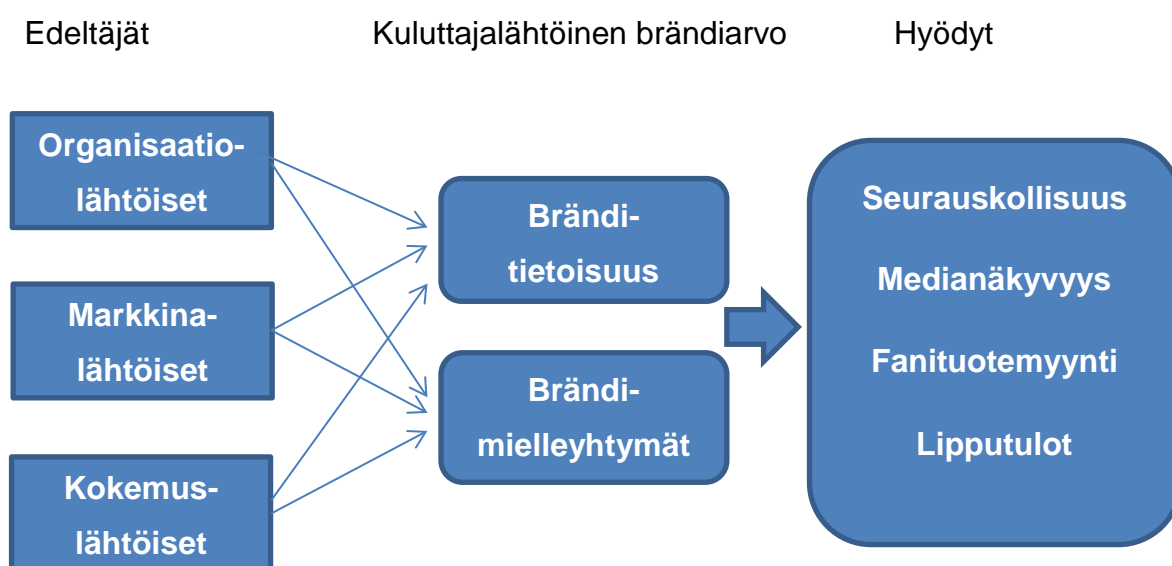 Edeltäjät
Kuluttajalähtöinen brändiarvo
Hyödyt
Organisaatio-
lähtöiset
Markkina-
lähtöiset
Kokemus-
lähtöiset
Brändi-
tietoisuus
Brändi-
mielleyhtymät
Seurauskollisuus
Medianäkyvyys
Fanituotemyynti
Lipputulot